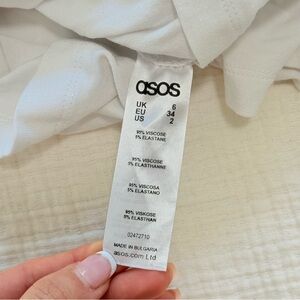 asos
UK 6
EU 34
US 2
95% VISCOSE
5% ELASTANE
95% VISCOSE
5% ELASTHANNE
95% VISCOSA
5% ELASTANO
95% VISKOSE
5% ELASTHAN
02472710
MADE IN BULGARIA
asos.com Ltd